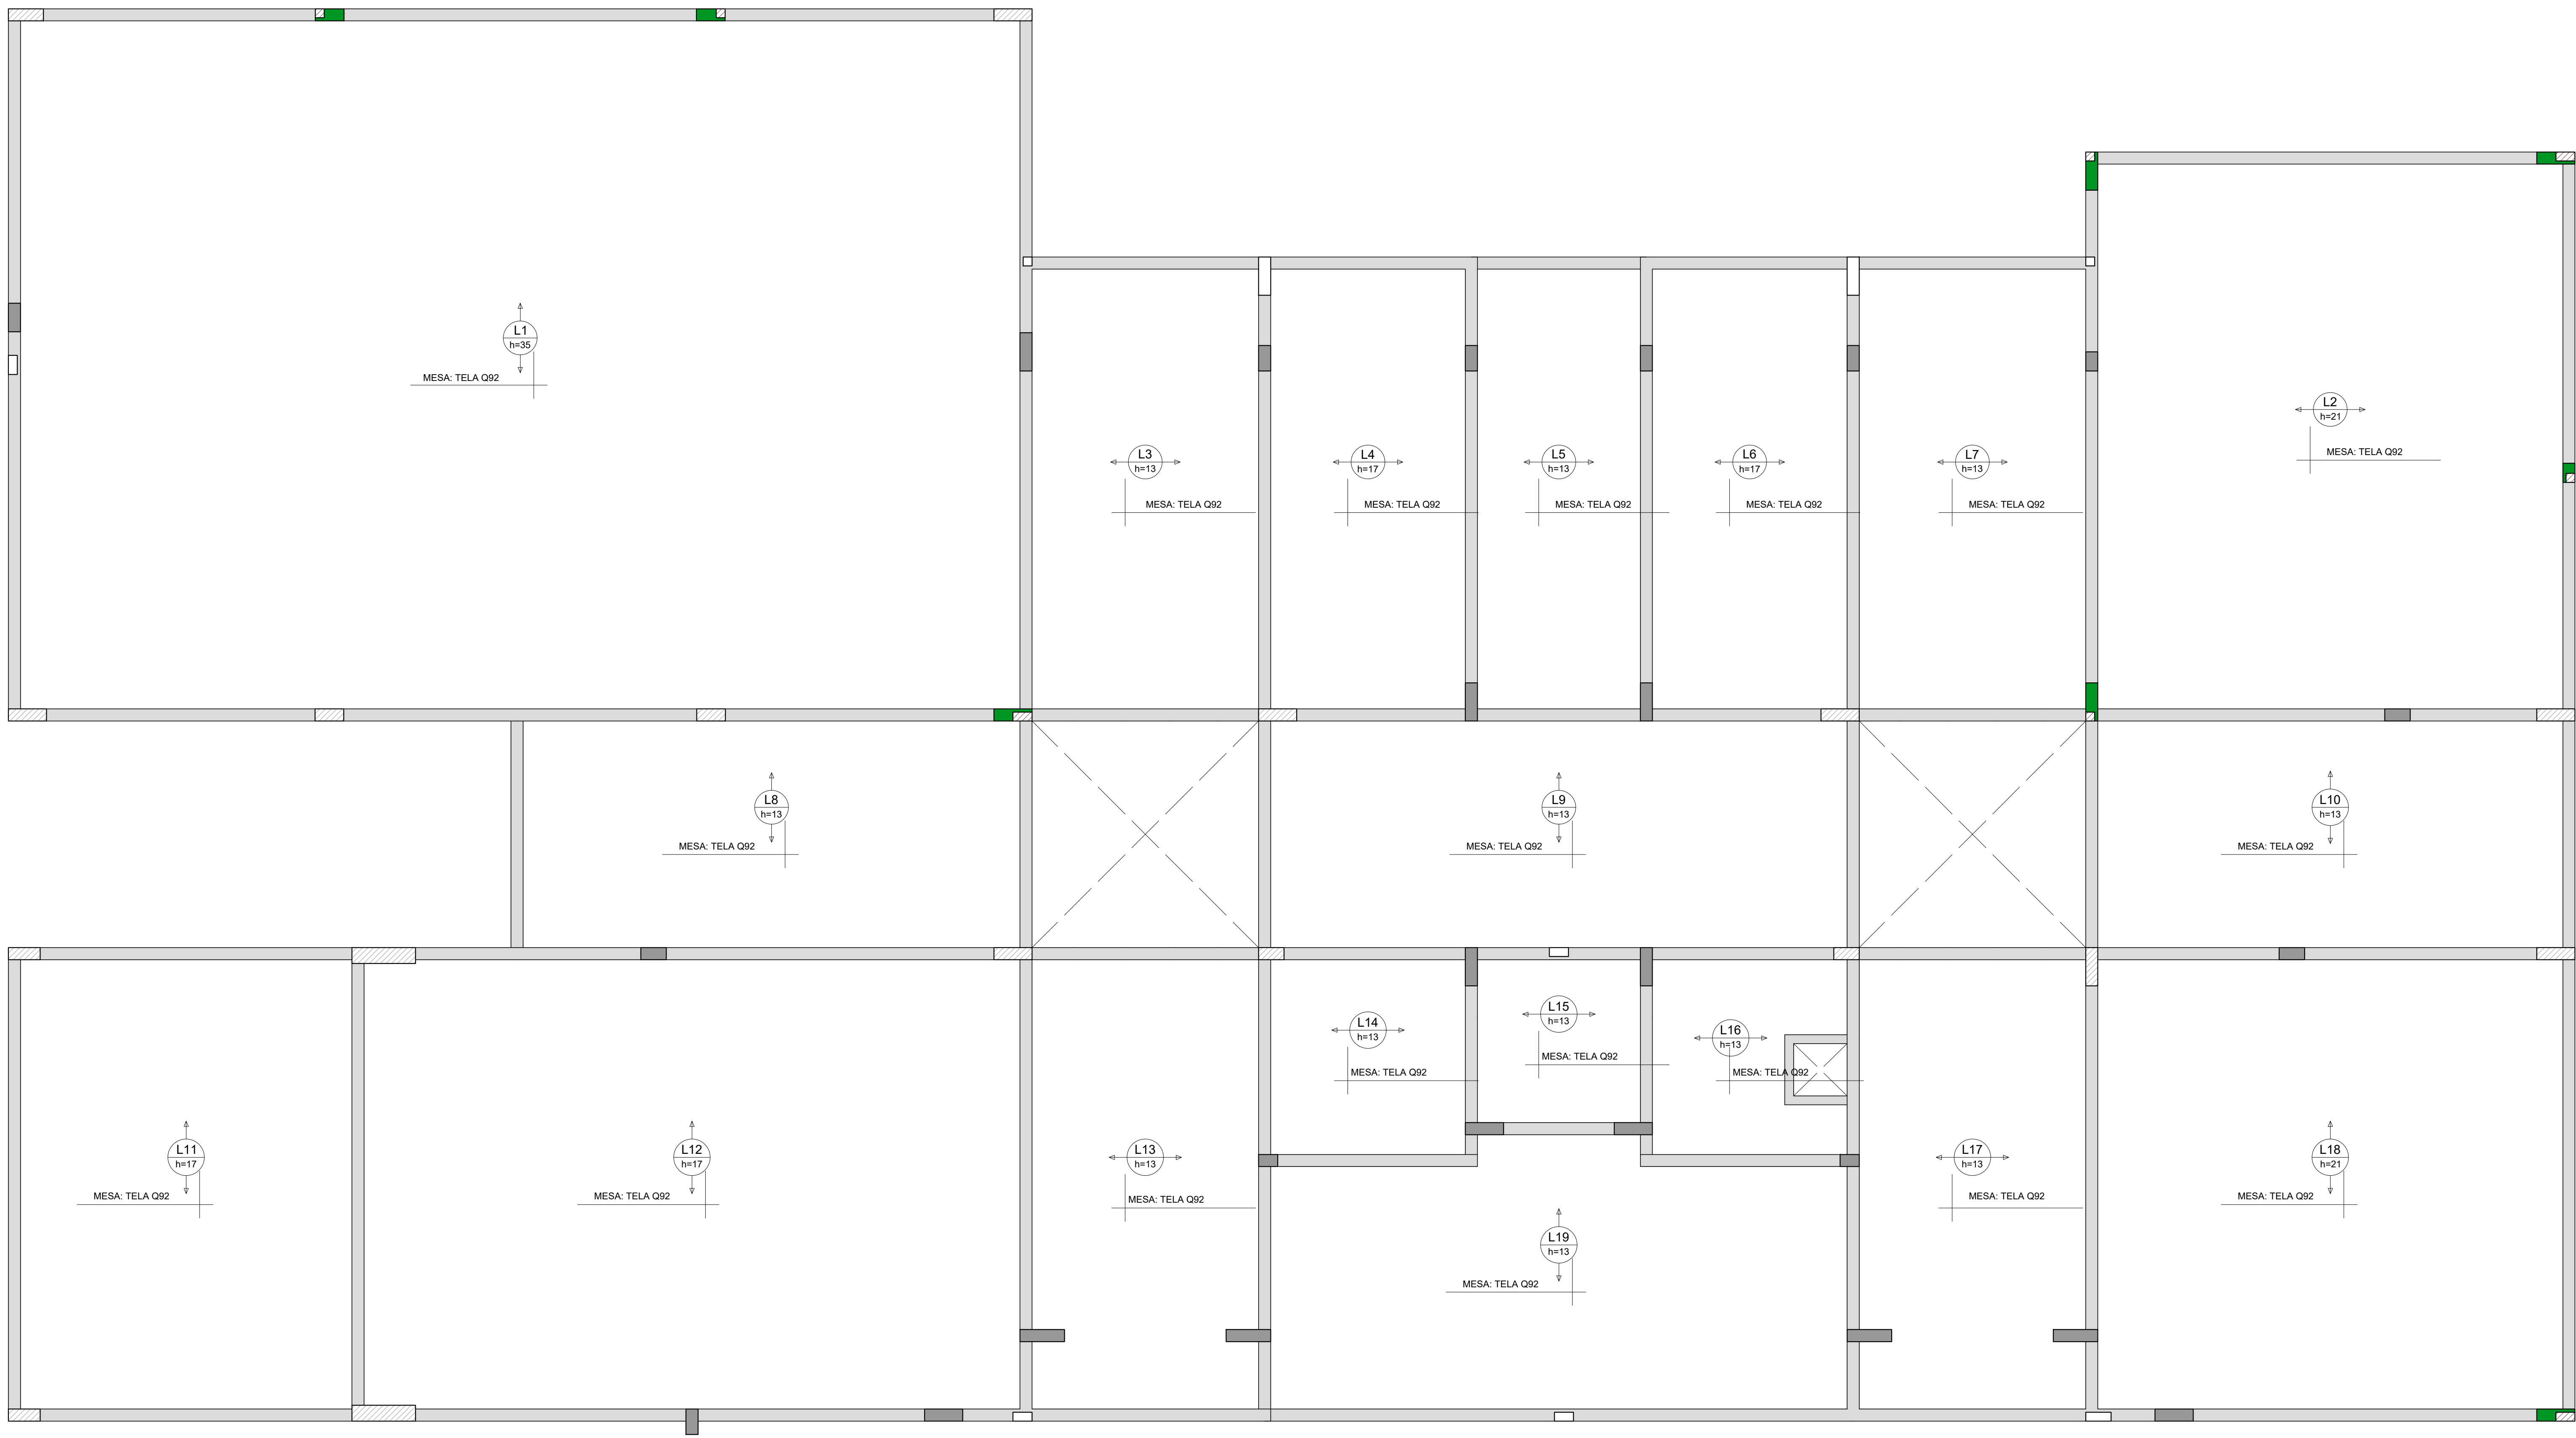 L1
h=35
MESA: TELA Q92
L2
h=21
MESA: TELA Q92
L3
h=13
MESA: TELA Q92
L4
h=17
MESA: TELA Q92
L5
h=13
MESA: TELA Q92
L6
h=17
MESA: TELA Q92
L7
h=13
MESA: TELA Q92
L8
h=13
MESA: TELA Q92
L9
h=13
MESA: TELA Q92
L10
h=13
MESA: TELA Q92
L11
h=17
MESA: TELA Q92
L12
h=17
MESA: TELA Q92
L13
h=13
MESA: TELA Q92
L14
h=13
MESA: TELA Q92
L15
h=13
MESA: TELA Q92
L16
h=13
MESA: TELA Q92
L17
h=13
MESA: TELA Q92
L18
h=21
MESA: TELA Q92
L19
h=13
MESA: TELA Q92